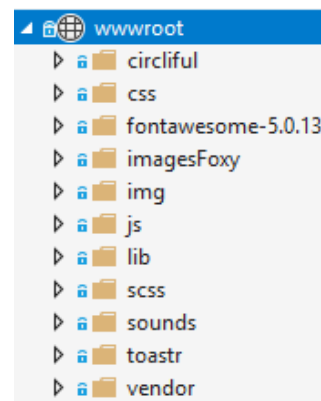 wwwroot
circliful
css
fontawesome-5.0.13
imagesFoxy
img
js
lib
scss
sounds
toastr
vendor